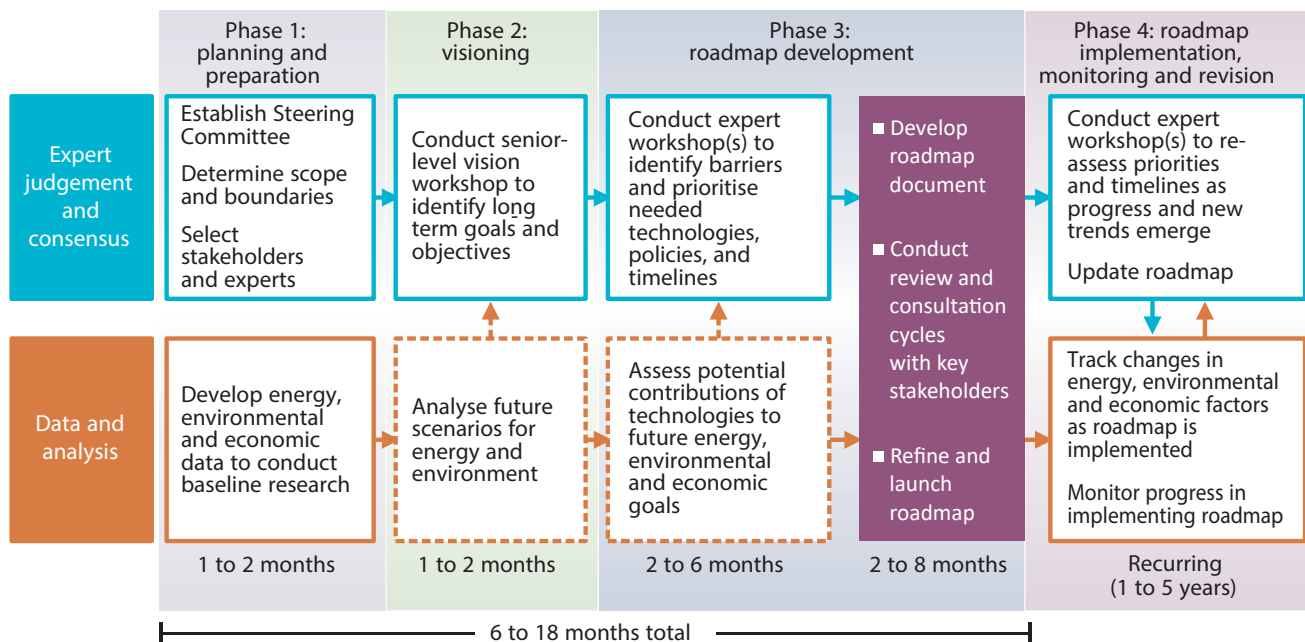 Phase 1:
planning and
preparation
Phase 2:
visioning
Phase 3:
roadmap development
Phase 4: roadmap
implementation,
monitoring and revision
Expert
judgement
and
consensus
Establish Steering
Committee
Determine scope
and boundaries
Select
stakeholders
and experts
Conduct senior-
level vision
workshop to
identify long
term goals and
objectives
Conduct expert
workshop(s) to
identify barriers
and prioritise
needed
technologies,
policies, and
timelines
■ Develop
roadmap
document
■ Conduct
review and
consultation
cycles
with key
stakeholders
■ Refine and
launch
roadmap
Conduct expert
workshop(s) to re-
assess priorities
and timelines as
progress and new
trends emerge
Update roadmap
Data and
analysis
Develop energy,
environmental
and economic
data to conduct
baseline research
Analyse future
scenarios for
energy and
environment
Assess potential
contributions of
technologies to
future energy,
environmental
and economic
goals
Track changes in
energy, environmental
and economic factors
as roadmap is
implemented
Monitor progress in
implementing roadmap
1 to 2 months
1 to 2 months
2 to 6 months
2 to 8 months
Recurring
(1 to 5 years)
6 to 18 months total